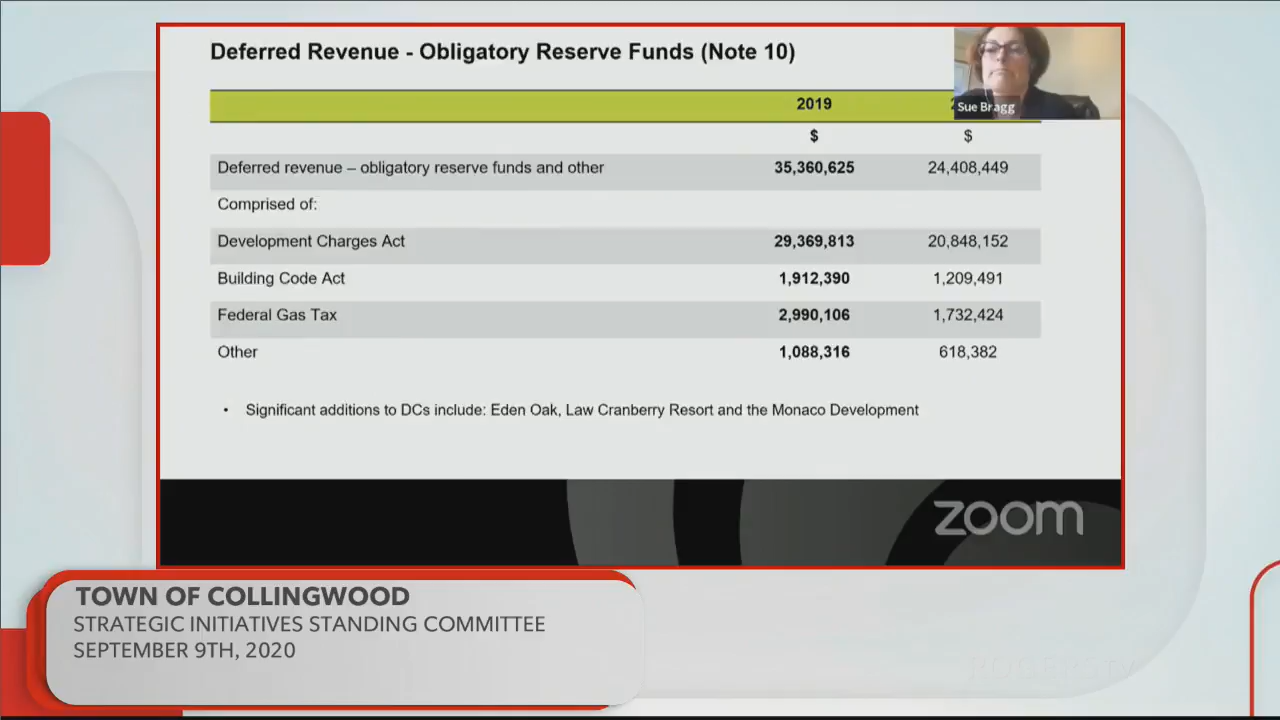 Deferred Revenue - Obligatory Reserve Funds (Note 10)
Sue Bragg
2019
$ $
Deferred revenue – obligatory reserve funds and other 35,360,625 24,408,449
Comprised of:
Development Charges Act 29,369,813 20,848,152
Building Code Act 1,912,390 1,209,491
Federal Gas Tax 2,990,106 1,732,424
Other 1,088,316 618,382
• Significant additions to DCs include: Eden Oak, Law Cranberry Resort and the Monaco Development
zoom
TOWN OF COLLINGWOOD
STRATEGIC INITIATIVES STANDING COMMITTEE
SEPTEMBER 9TH, 2020
ROGERSTV